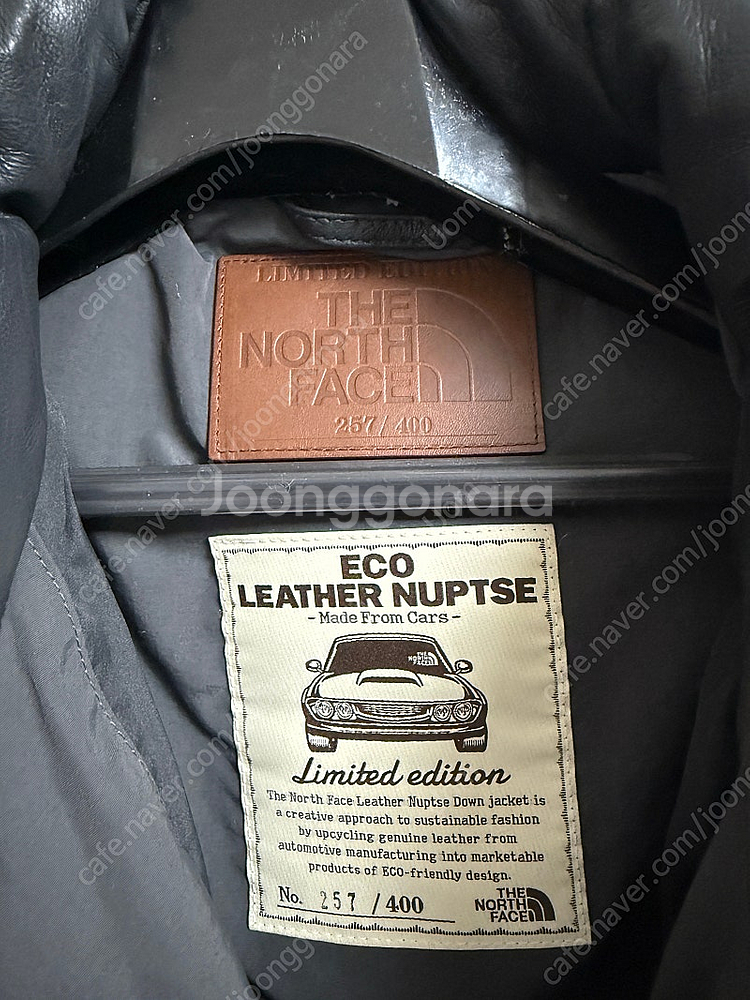 LIMITED EDITION
THE
NORTH
FACE
257/400
Joonggonara
ECO
LEATHER NUPTSE
-Made From Cars-
THE
NORTH
FACE
Limited edition
The North Face Leather Nuptse Down jacket is
a creative approach to sustainable fashion
by upcycling genuine leather from
automotive manufacturing into marketable
products of ECO-friendly design.
No. 257 /400
THE
NORTH
FACE
cafe.naver.com/joonggonara